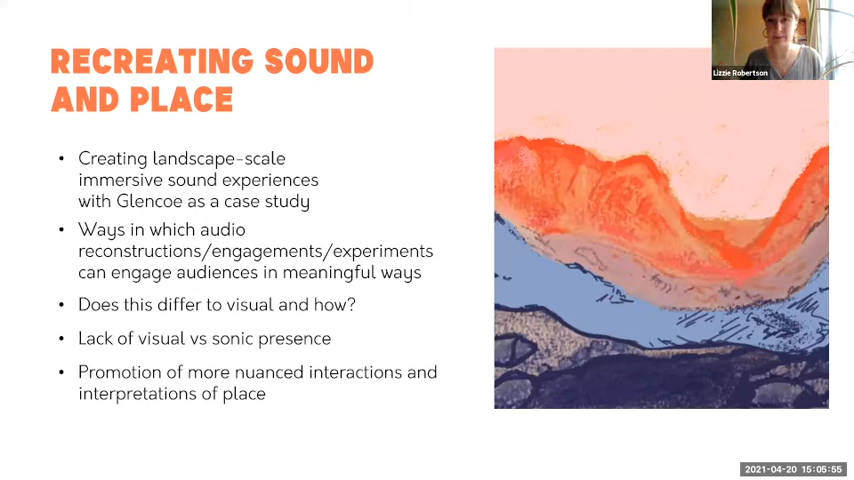 RECREATING SOUND
AND PLACE
• Creating landscape-scale
immersive sound experiences
with Glencoe as a case study
• Ways in which audio
reconstructions/engagements/experiments
can engage audiences in meaningful ways
• Does this differ to visual and how?
• Lack of visual vs sonic presence
• Promotion of more nuanced interactions and
interpretations of place
Lizzie Robertson
2021-04-20 15:05:55